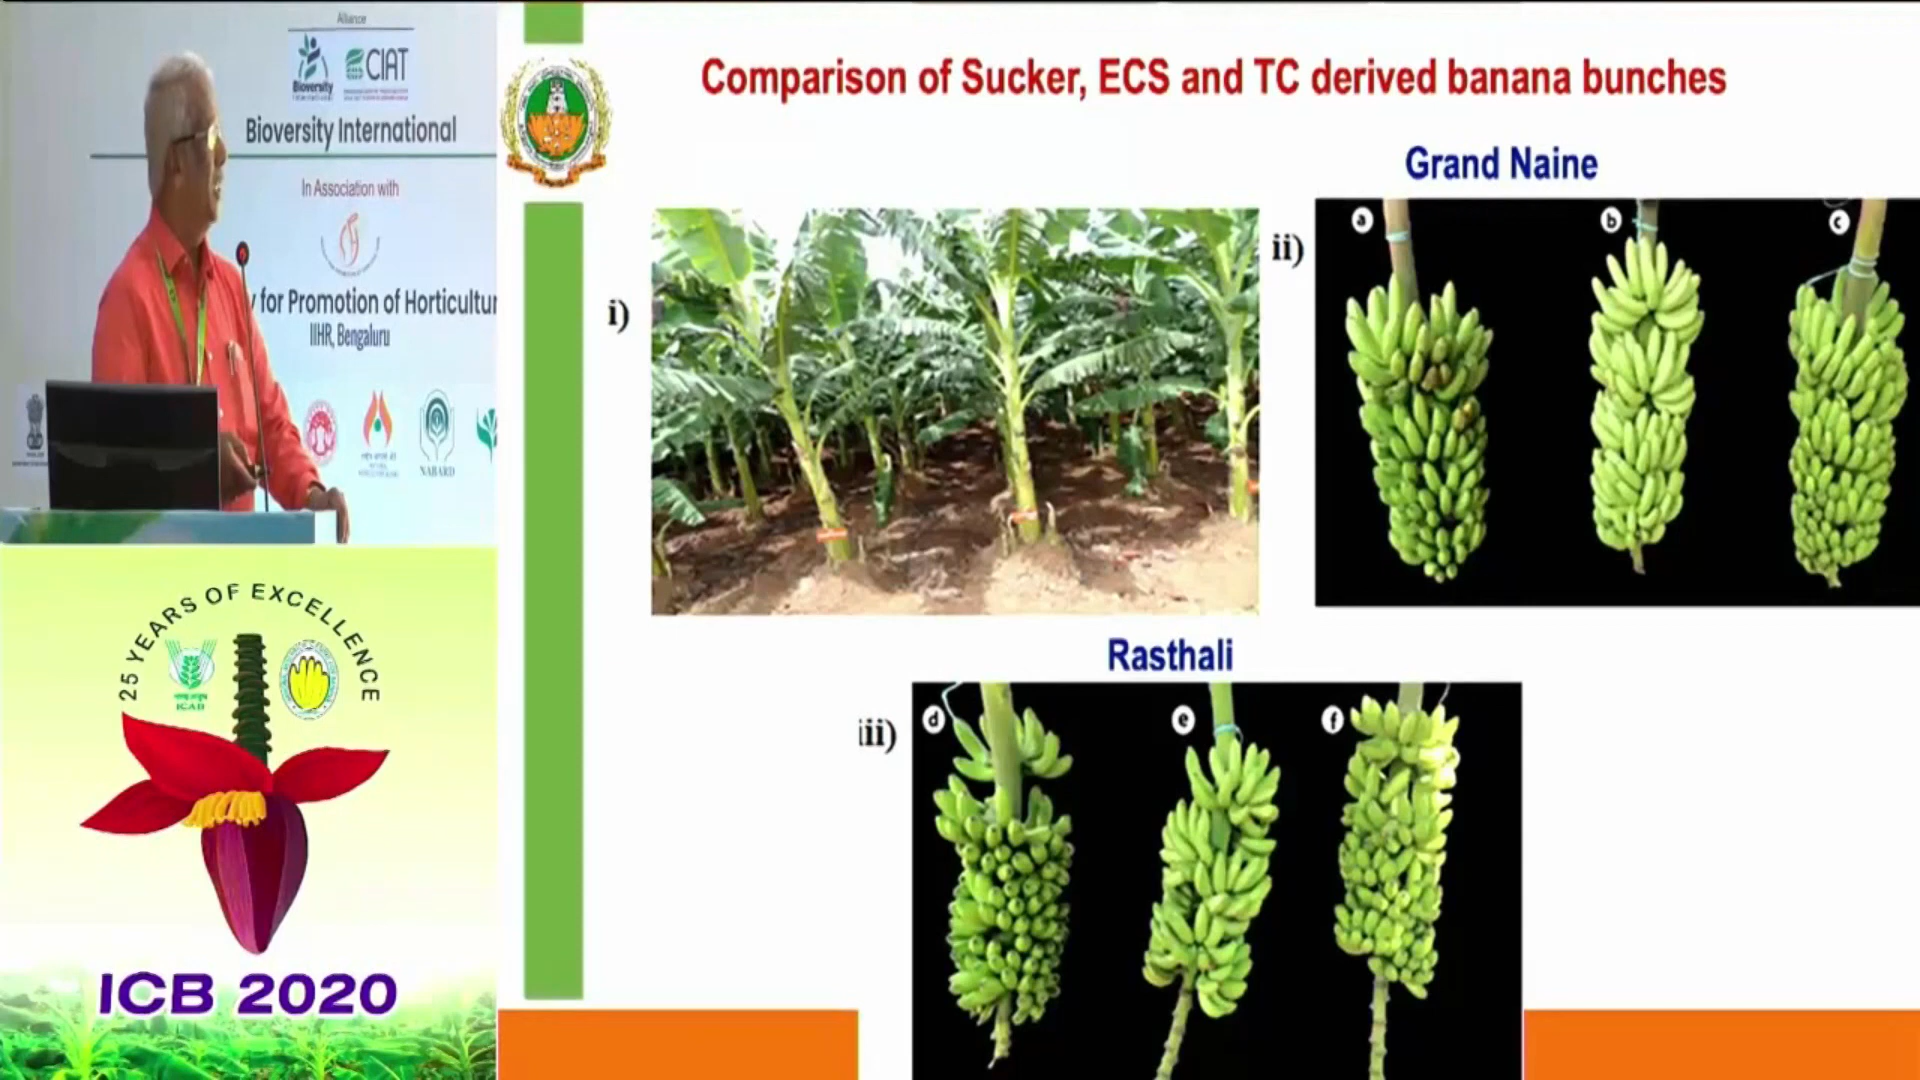 Alliance
Bioversity
CIAT
Bioversity International
In Association with
y for Promotion of Horticultur
IIHR, Bengaluru
NABARD
25 YEARS OF EXCELLENCE
ICAR
ICB 2020
Comparison of Sucker, ECS and TC derived banana bunches
Grand Naine
i)
ii)
a
b
c
Rasthali
iii)
d
e
f